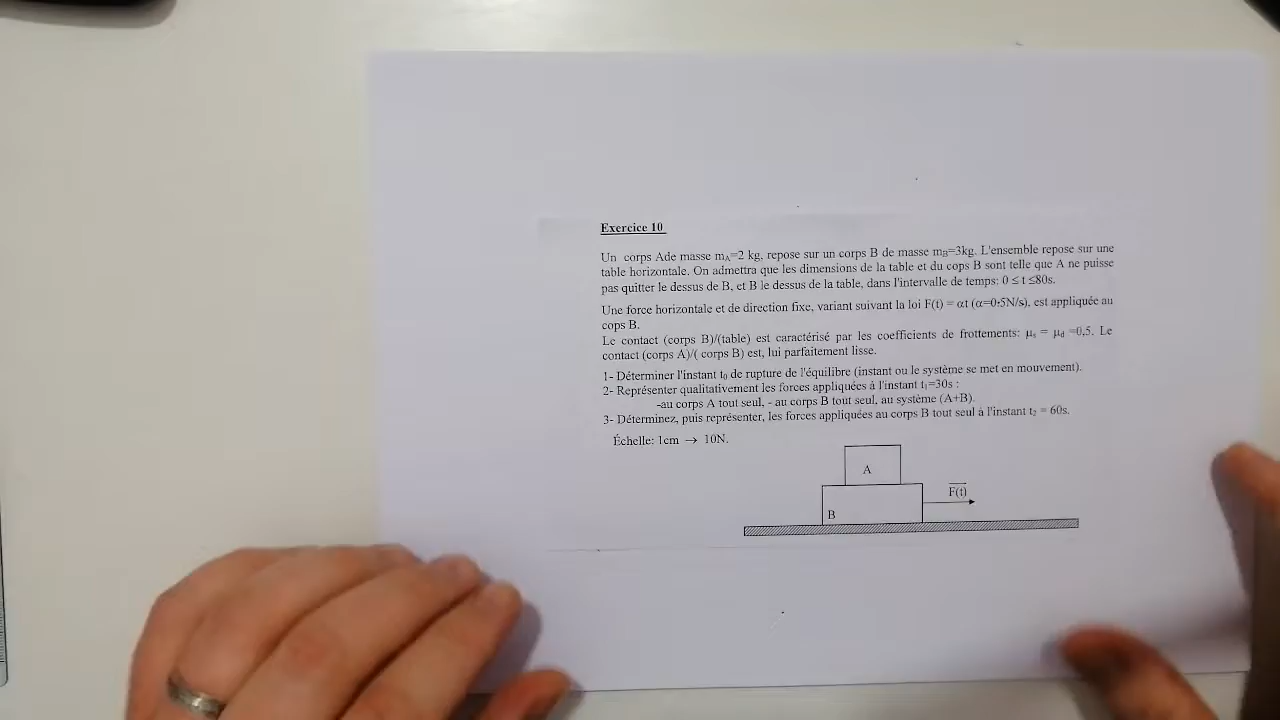 Exercice 10
Un corps Ade masse mA=2 kg, repose sur un corps B de masse mB=3kg. L'ensemble repose sur une
table horizontale. On admettra que les dimensions de la table et du cops B sont telle que A ne puisse
pas quitter le dessus de B, et B le dessus de la table, dans l'intervalle de temps: 0 ≤ t ≤80s.
Une force horizontale et de direction fixe, variant suivant la loi F(t) = αt (α=0.5N/s), est appliquée au
cops B.
Le contact (corps B)/(table) est caractérisé par les coefficients de frottements: μs = μd =0,5. Le
contact (corps A)/( corps B) est, lui parfaitement lisse.
1- Déterminer l'instant t0 de rupture de l'équilibre (instant ou le système se met en mouvement).
2- Représenter qualitativement les forces appliquées à l'instant t1=30s :
-au corps A tout seul, - au corps B tout seul, au système (A+B).
3- Déterminez, puis représenter, les forces appliquées au corps B tout seul à l'instant t2 = 60s.
Échelle: 1cm → 10N.
A
F(t)
B